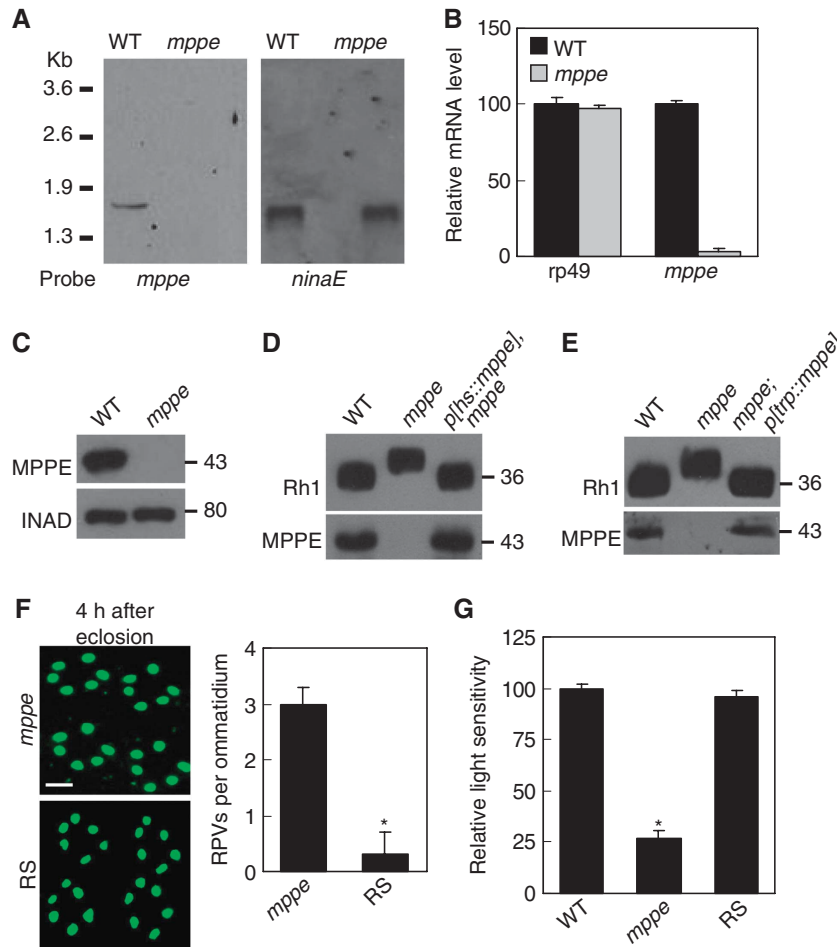 A
WT mppe WT mppe
Kb
3.6
2.6
1.9
1.3
Probe mppe ninaE
B
WT
mppe
Relative mRNA level
150
100
50
0
rp49 mppe
C
WT mppe
MPPE 43
INAD 80
D
WT mppe p[hs::mppe], mppe
Rh1 36
MPPE 43
E
WT mppe mppe; p[trp::mppe]
Rh1 36
MPPE 43
F
4 h after
eclosion
mppe
RS
RPVs per ommatidium
4
3
2
1
0
*
mppe RS
G
Relative light sensitivity
125
100
75
50
25
0
*
WT mppe RS